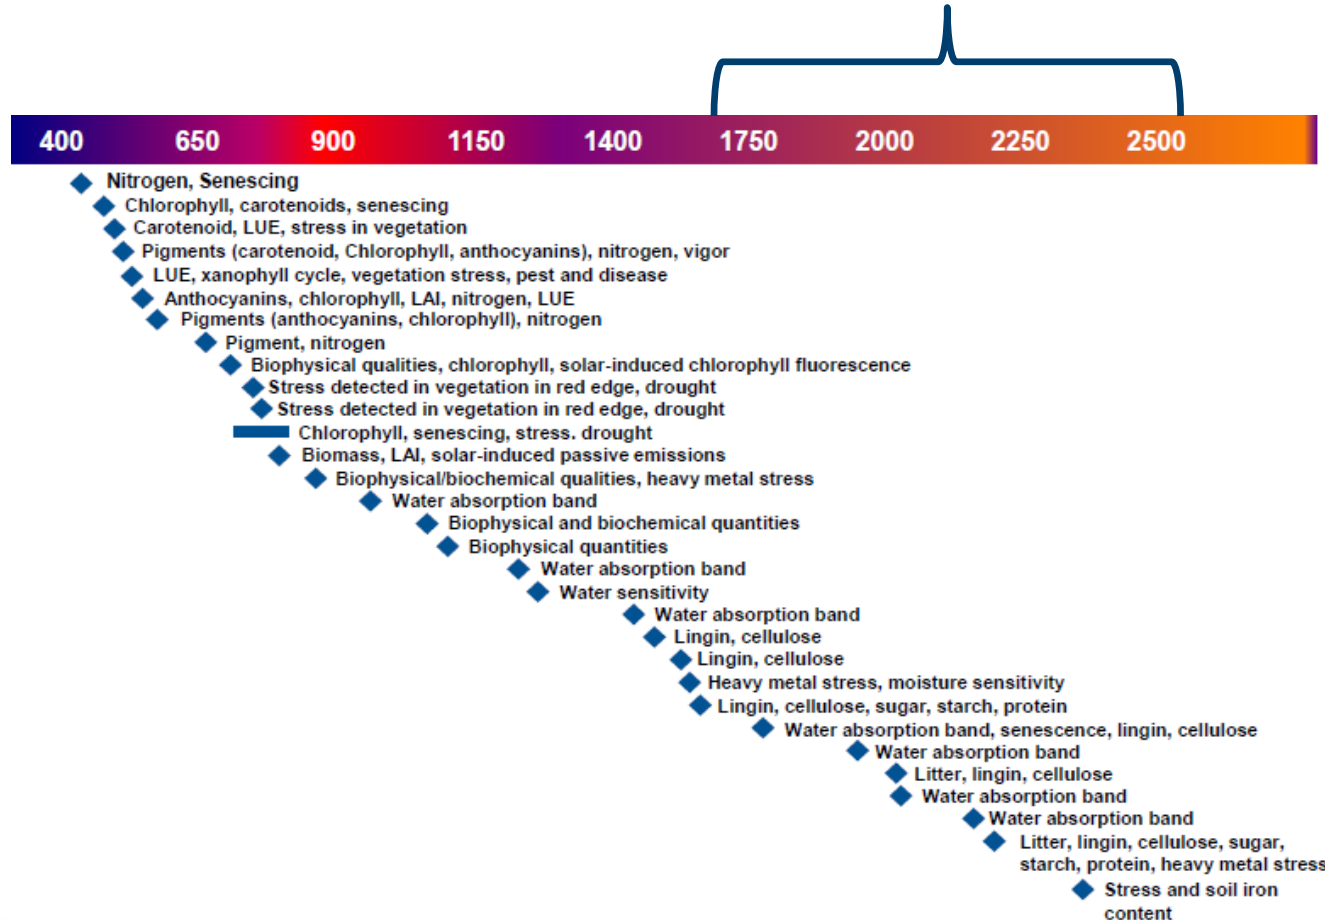 400 650 900 1150 1400 1750 2000 2250 2500
Nitrogen, Senescing
Chlorophyll, carotenoids, senescing
Carotenoid, LUE, stress in vegetation
Pigments (carotenoid, Chlorophyll, anthocyanins), nitrogen, vigor
LUE, xanophyll cycle, vegetation stress, pest and disease
Anthocyanins, chlorophyll, LAI, nitrogen, LUE
Pigments (anthocyanins, chlorophyll), nitrogen
Pigment, nitrogen
Biophysical qualities, chlorophyll, solar-induced chlorophyll fluorescence
Stress detected in vegetation in red edge, drought
Stress detected in vegetation in red edge, drought
Chlorophyll, senescing, stress. drought
Biomass, LAI, solar-induced passive emissions
Biophysical/biochemical qualities, heavy metal stress
Water absorption band
Biophysical and biochemical quantities
Biophysical quantities
Water absorption band
Water sensitivity
Water absorption band
Lingin, cellulose
Lingin, cellulose
Heavy metal stress, moisture sensitivity
Lingin, cellulose, sugar, starch, protein
Water absorption band, senescence, lingin, cellulose
Water absorption band
Litter, lingin, cellulose
Water absorption band
Water absorption band
Litter, lingin, cellulose, sugar,
starch, protein, heavy metal stress
Stress and soil iron
content